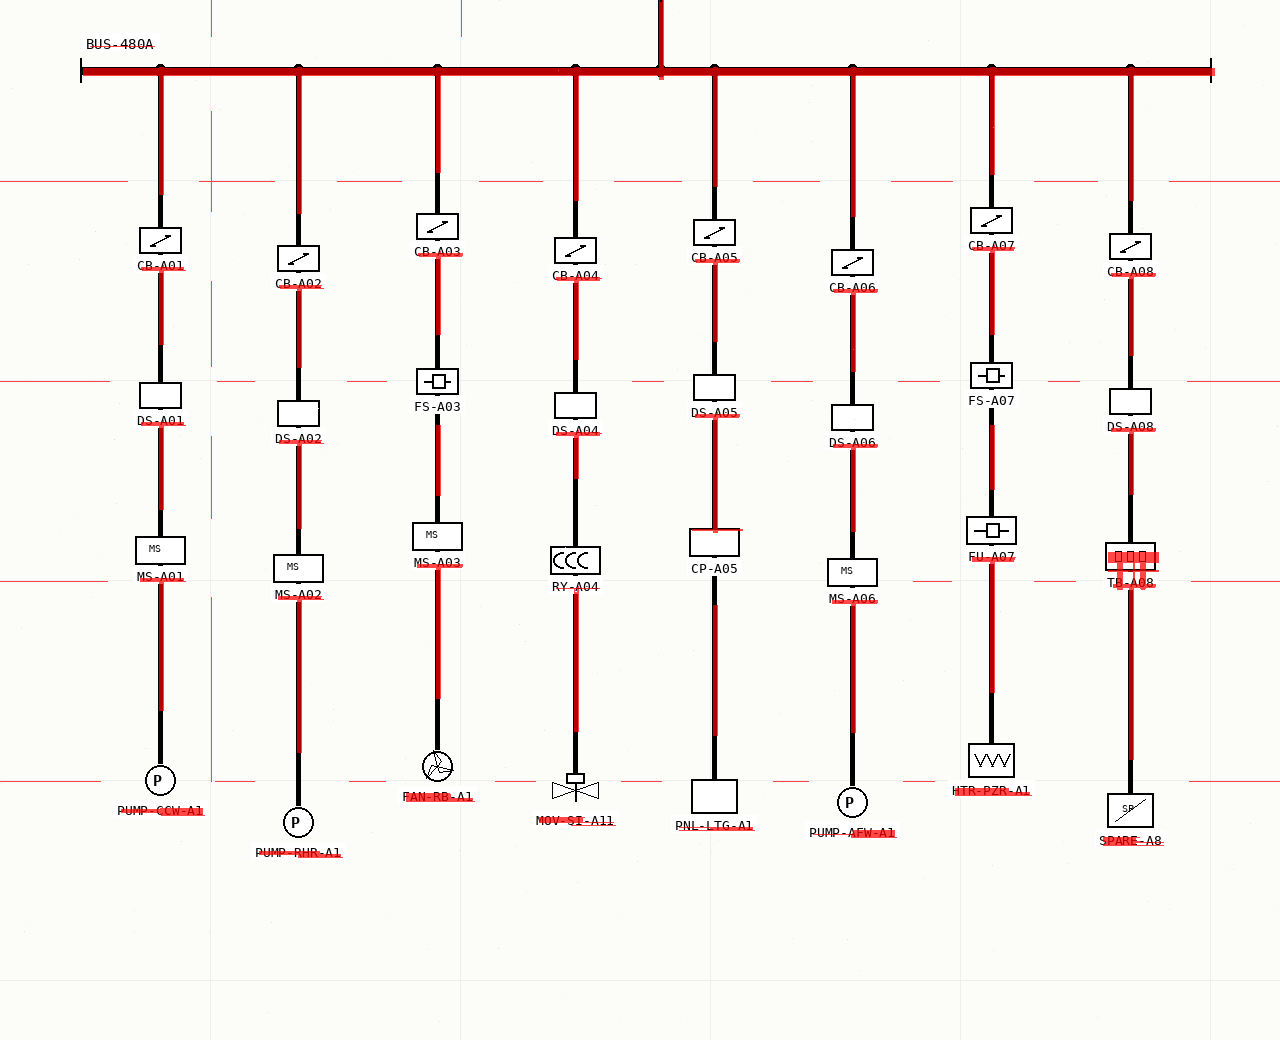 BUS-480A
CB-A01
CB-A02
CB-A03
CB-A04
CB-A05
CB-A06
CB-A07
CB-A08
DS-A01
DS-A02
FS-A03
DS-A04
DS-A05
DS-A06
FS-A07
DS-A08
MS
MS-A01
MS
MS-A02
MS
MS-A03
RY-A04
CP-A05
MS
MS-A06
FU-A07
TB-A08
P
PUMP-CCW-A1
P
PUMP-RHR-A1
FAN-RB-A1
MOV-SI-A11
PNL-LTG-A1
P
PUMP-AFW-A1
HTR-PZR-A1
SP
SPARE-A8